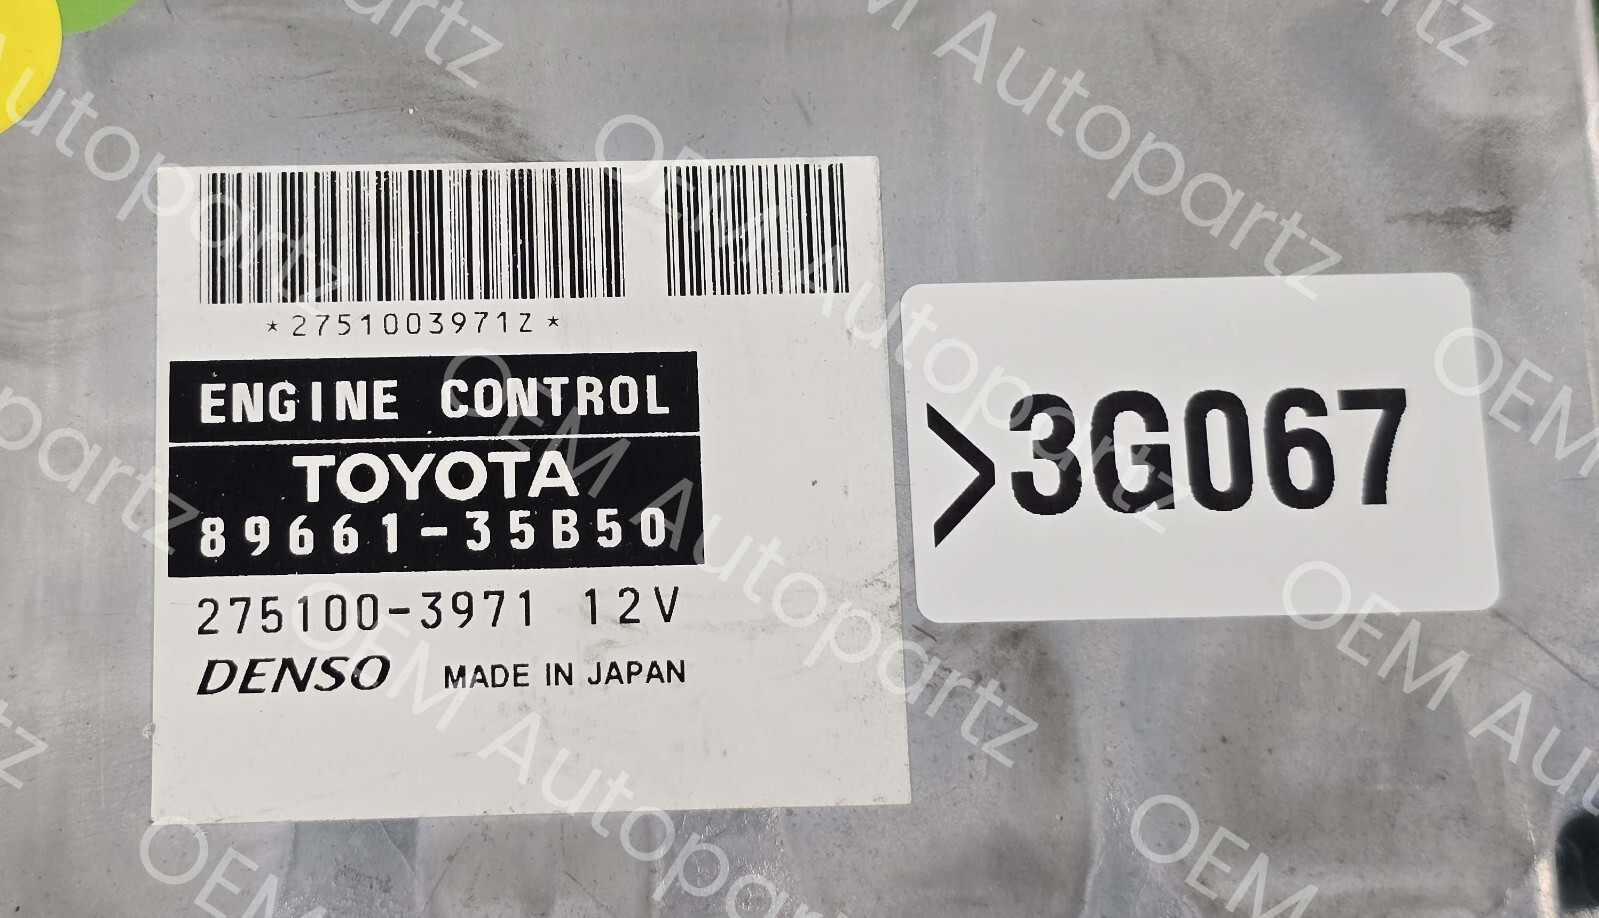 *2751003971Z*
ENGINE CONTROL
TOYOTA
89661-35B50
275100-3971 12V
DENSO MADE IN JAPAN
>3G067
OEM Autopartz